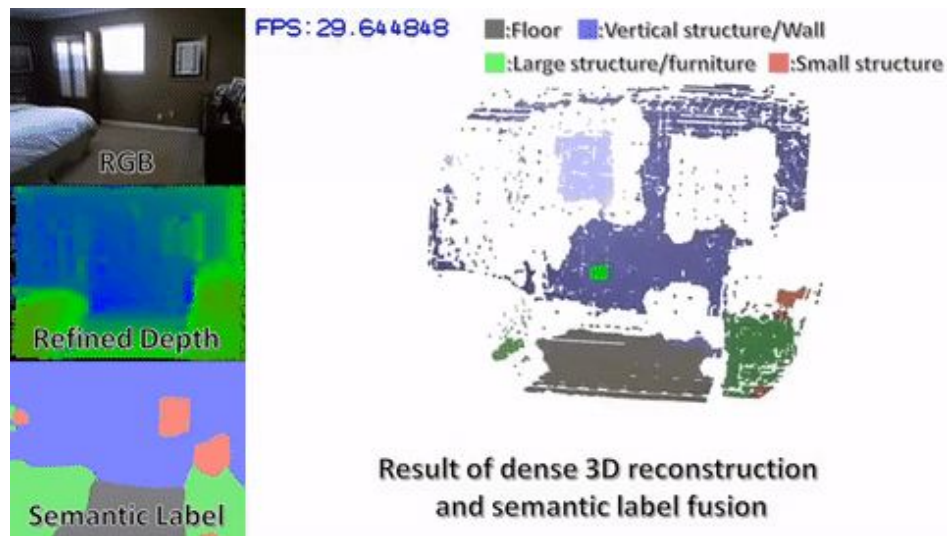 FPS:29.644848
:Floor :Vertical structure/Wall
:Large structure/furniture :Small structure
RGB
Refined Depth
Semantic Label
Result of dense 3D reconstruction
and semantic label fusion